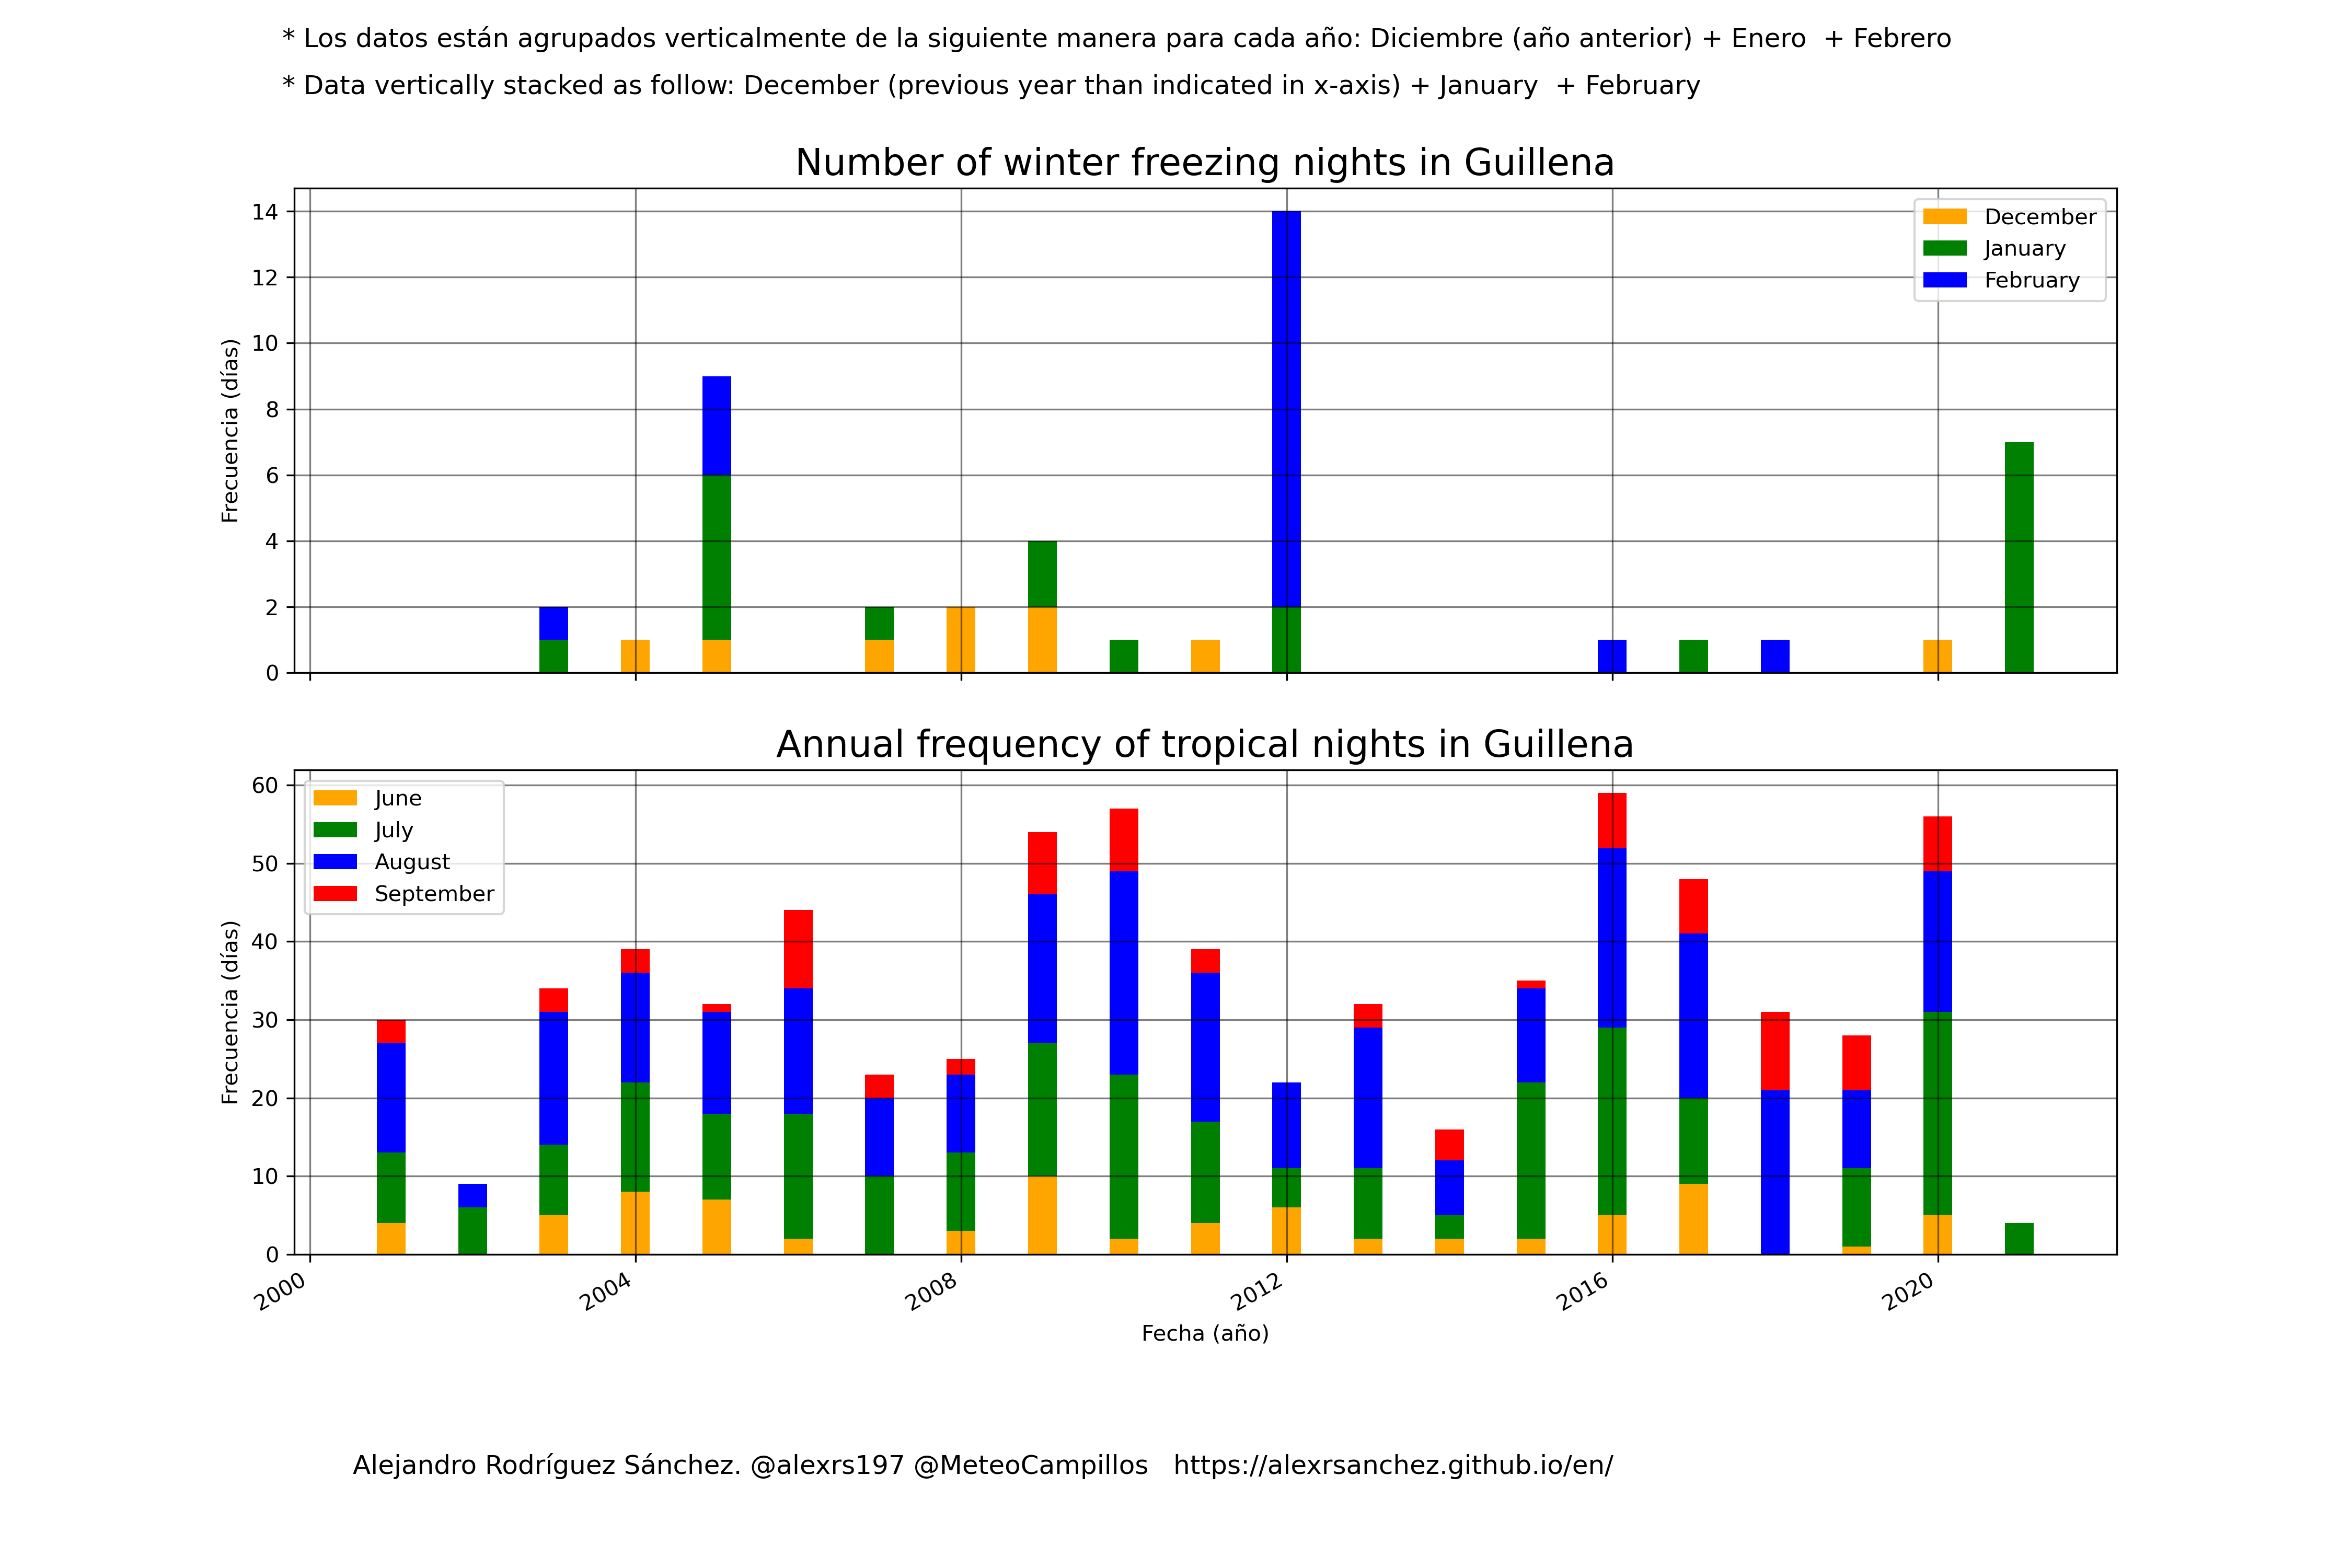 * Los datos están agrupados verticalmente de la siguiente manera para cada año: Diciembre (año anterior) + Enero  + Febrero
* Data vertically stacked as follow: December (previous year than indicated in x-axis) + January  + February
Number of winter freezing nights in Guillena
14
12
10
8
6
4
2
0
Frecuencia (días)
December
January
February
Annual frequency of tropical nights in Guillena
60
50
40
30
20
10
0
Frecuencia (días)
June
July
August
September
2000
2004
2008
2012
2016
2020
Fecha (año)
Alejandro Rodríguez Sánchez. @alexrs197 @MeteoCampillos   https://alexrsanchez.github.io/en/